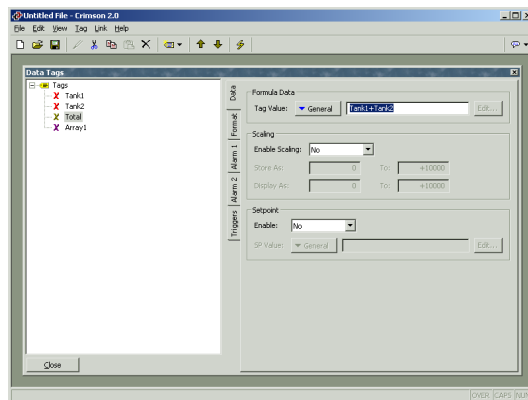 Untitled File - Crimson 2.0
File Edit View Tag Link Help
Data Tags
Tags
Tank1
Tank2
Total
Array1
Data
Format
Alarm 1
Alarm 2
Triggers
Formula Data
Tag Value: General Tank1+Tank2 Edit...
Scaling
Enable Scaling: No
Store As: 0 To: +10000
Display As: 0 To: +10000
Setpoint
Enable: No
SP Value: General Edit...
Close
OVER CAPS NUM